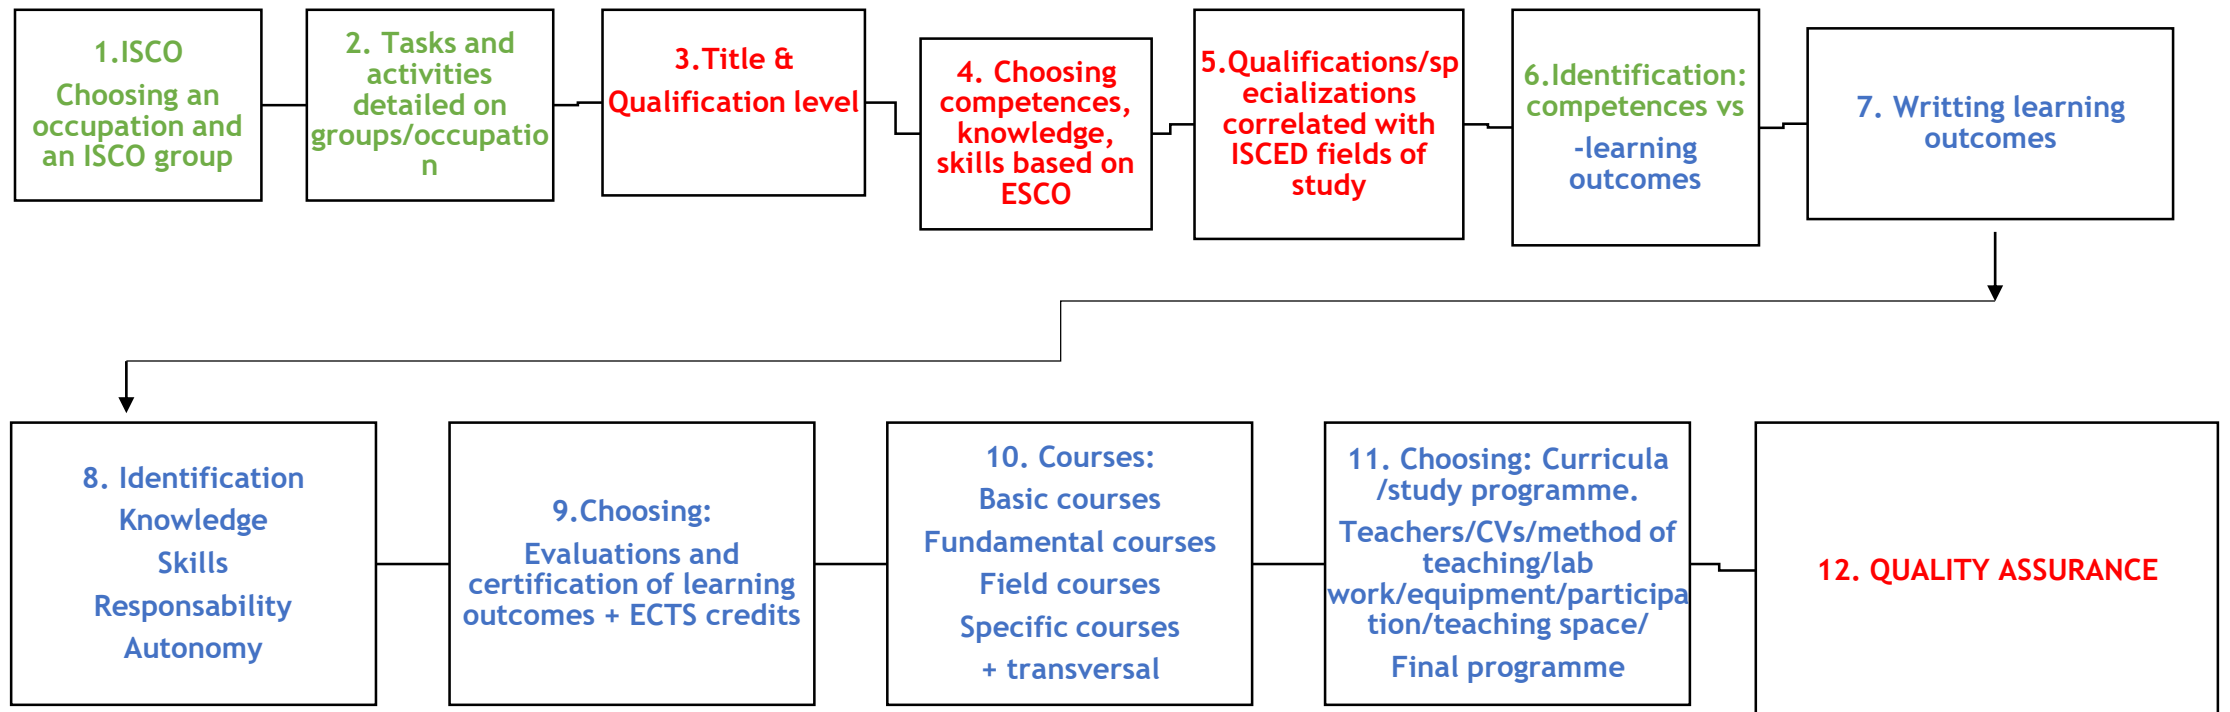 1.ISCO
Choosing an
occupation and
an ISCO group
2. Tasks and
activities
detailed on
groups/occupatio
n
3.Title &
Qualification level
4. Choosing
competences,
knowledge,
skills based on
ESCO
5.Qualifications/sp
ecializations
correlated with
ISCED fields of
study
6.Identification:
competences vs
-learning
outcomes
7. Writting learning
outcomes
8. Identification
Knowledge
Skills
Responsability
Autonomy
9.Choosing:
Evaluations and
certification of learning
outcomes + ECTS credits
10. Courses:
Basic courses
Fundamental courses
Field courses
Specific courses
+ transversal
11. Choosing: Curricula
/study programme.
Teachers/CVs/method of
teaching/lab
work/equipment/participa
tion/teaching space/
Final programme
12. QUALITY ASSURANCE